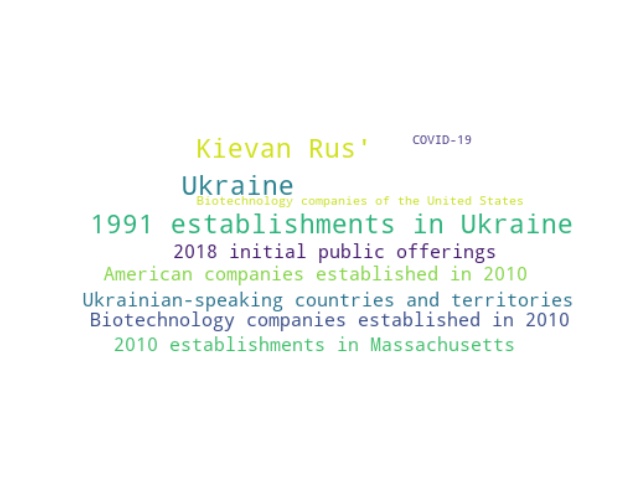 COVID-19
Kievan Rus'
Ukraine
Biotechnology companies of the United States
1991 establishments in Ukraine
2018 initial public offerings
American companies established in 2010
Ukrainian-speaking countries and territories
Biotechnology companies established in 2010
2010 establishments in Massachusetts